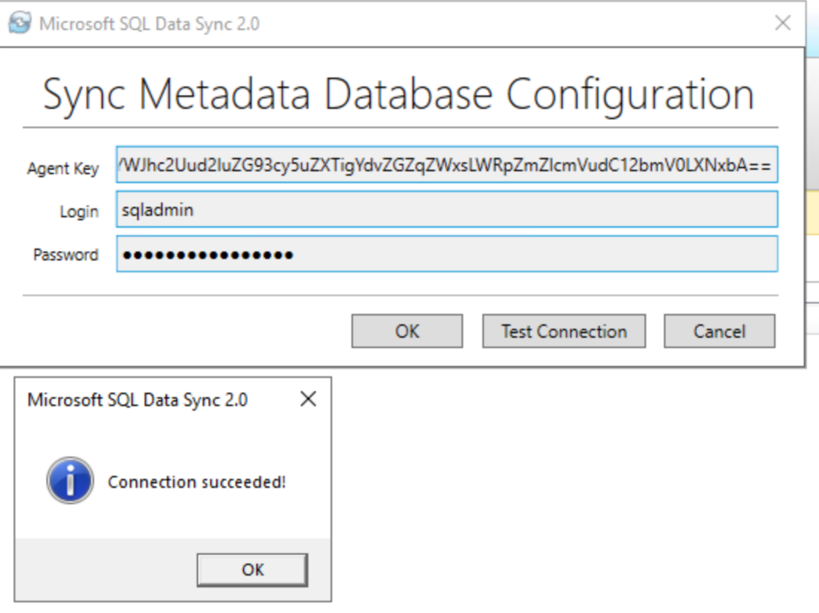 Microsoft SQL Data Sync 2.0
Sync Metadata Database Configuration
Agent Key
/WJhc2Uud2luZG93cy5uZXTigYdvZGZqZWxsLWRpZmZlcmVudC12bmV0LXNxbA==
Login sqladmin
Password ●●●●●●●●●●●●●●●●
OK Test Connection Cancel
Microsoft SQL Data Sync 2.0
Connection succeeded!
OK